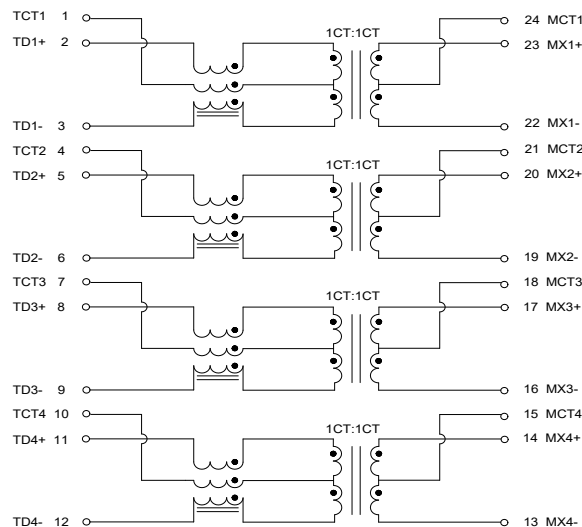 TCT1 1
24 MCT1
TD1+ 2
1CT:1CT
23 MX1+
TD1- 3
22 MX1-
TCT2 4
21 MCT2
TD2+ 5
1CT:1CT
20 MX2+
TD2- 6
19 MX2-
TCT3 7
18 MCT3
TD3+ 8
1CT:1CT
17 MX3+
TD3- 9
16 MX3-
TCT4 10
15 MCT4
TD4+ 11
1CT:1CT
14 MX4+
TD4- 12
13 MX4-